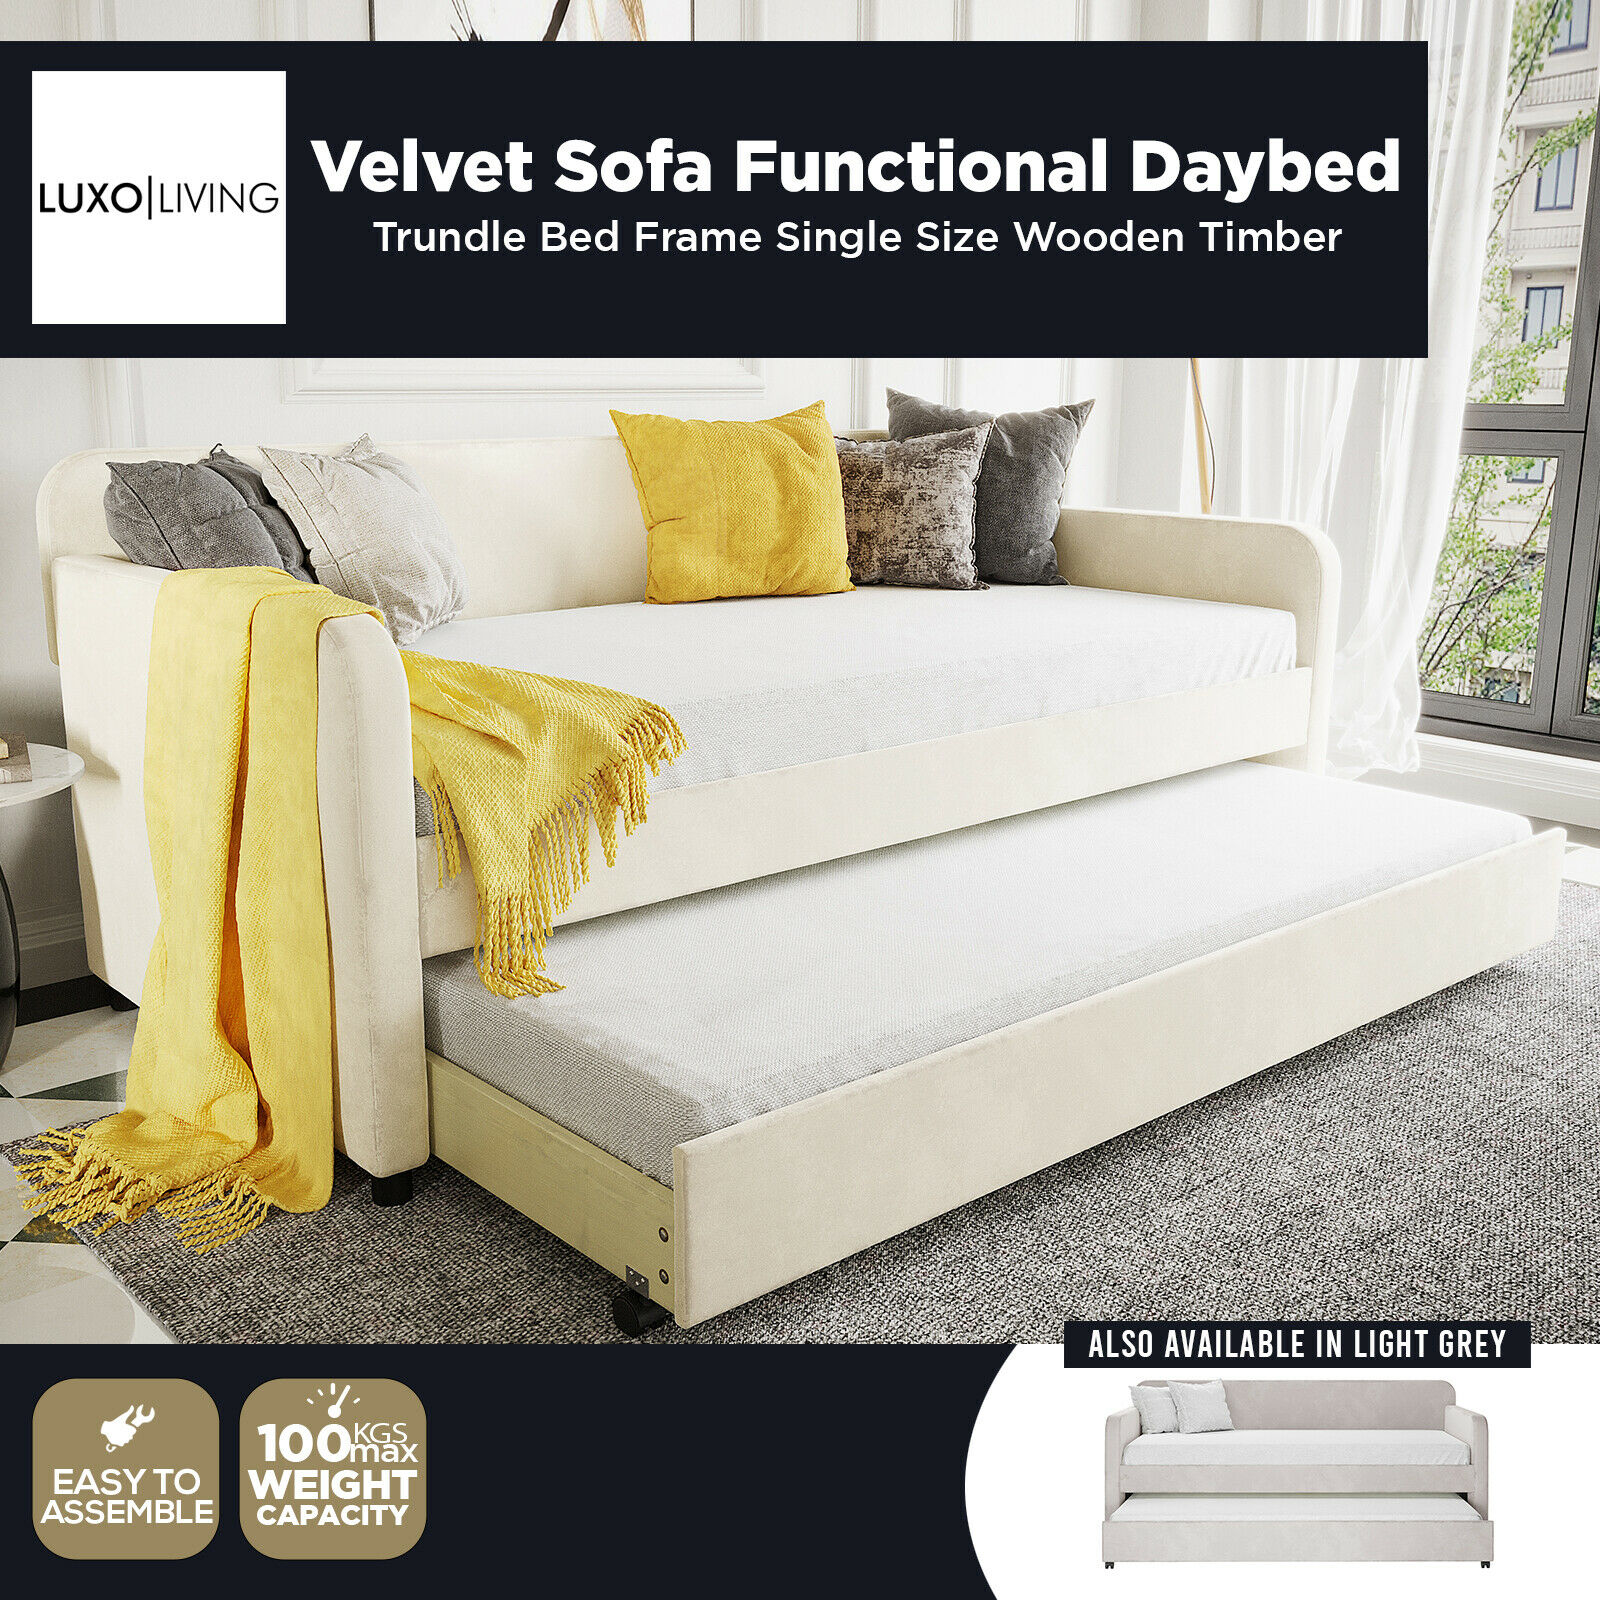 LUXO|LIVING
Velvet Sofa Functional Daybed
Trundle Bed Frame Single Size Wooden Timber
ALSO AVAILABLE IN LIGHT GREY
EASY TO
ASSEMBLE
100KGS max
WEIGHT
CAPACITY